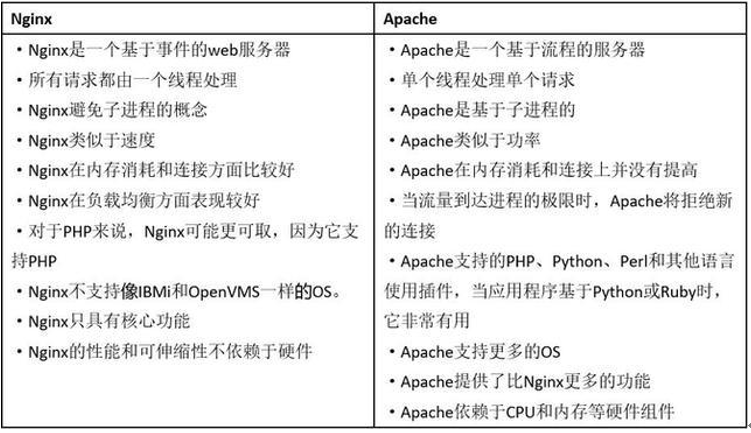 Nginx
・Nginx是一个基于事件的web服务器
・所有请求都由一个线程处理
・Nginx避免子进程的概念
・Nginx类似于速度
・Nginx在内存消耗和连接方面比较好
・Nginx在负载均衡方面表现较好
・对于PHP来说，Nginx可能更可取，因为它支
持PHP
・Nginx不支持像IBMi和OpenVMS一样的OS。
・Nginx只具有核心功能
・Nginx的性能和可伸缩性不依赖于硬件
Apache
・Apache是一个基于流程的服务器
・单个线程处理单个请求
・Apache是基于子进程的
・Apache类似于功率
・Apache在内存消耗和连接上并没有提高
・当流量到达进程的极限时，Apache将拒绝新
的连接
・Apache支持的PHP、Python、Perl和其他语言
使用插件，当应用程序基于Python或Ruby时，
它非常有用
・Apache支持更多的OS
・Apache提供了比Nginx更多的功能
・Apache依赖于CPU和内存等硬件组件